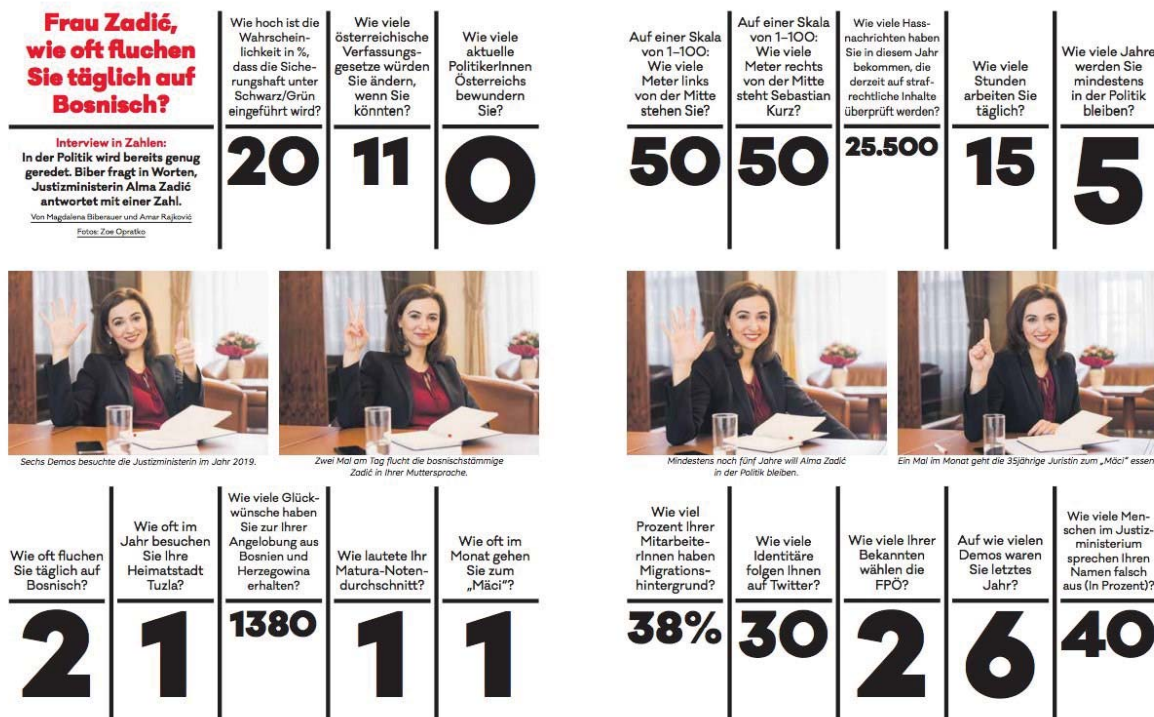 Frau Zadić,
wie oft fluchen
Sie täglich auf
Bosnisch?
Interview in Zahlen:
In der Politik wird bereits genug
geredet. Biber fragt in Worten,
Justizministerin Alma Zadić
antwortet mit einer Zahl.
Von Magdalena Biberauer und Amar Rajković
Fotos: Zoe Opratko
Wie hoch ist die
Wahrschein-
lichkeit in %,
dass die Siche-
rungshaft unter
Schwarz/Grün
eingeführt wird?
20
Wie viele
österreichische
Verfassungs-
gesetze würden
Sie ändern,
wenn Sie
könnten?
11
Wie viele
aktuelle
PolitikerInnen
Österreichs
bewundern
Sie?
0
Auf einer Skala
von 1–100:
Wie viele
Meter links
von der Mitte
stehen Sie?
50
Auf einer Skala
von 1–100:
Wie viele
Meter rechts
von der Mitte
steht Sebastian
Kurz?
50
Wie viele Hass-
nachrichten haben
Sie in diesem Jahr
bekommen, die
derzeit auf straf-
rechtliche Inhalte
überprüft werden?
25.500
Wie viele
Stunden
arbeiten Sie
täglich?
15
Wie viele Jahre
werden Sie
mindestens
in der Politik
bleiben?
5
Sechs Demos besuchte die Justizministerin im Jahr 2019.
Zwei Mal am Tag flucht die bosnischstämmige
Zadić in Ihrer Muttersprache.
Mindestens noch fünf Jahre will Alma Zadić
in der Politik bleiben.
Ein Mal im Monat geht die 35jährige Juristin zum „Mäci“ essen
Wie oft fluchen
Sie täglich auf
Bosnisch?
2
Wie oft im
Jahr besuchen
Sie Ihre
Heimatstadt
Tuzla?
1
Wie viele Glück-
wünsche haben
Sie zur Ihrer
Angelobung aus
Bosnien und
Herzegowina
erhalten?
1380
Wie lautete Ihr
Matura-Noten-
durchschnitt?
1
Wie oft im
Monat gehen
Sie zum
„Mäci“?
1
Wie viel
Prozent Ihrer
Mitarbeite-
rInnen haben
Migrations-
hintergrund?
38%
Wie viele
Identitäre
folgen Ihnen
auf Twitter?
30
Wie viele Ihrer
Bekannten
wählen die
FPÖ?
2
Auf wie vielen
Demos waren
Sie letztes
Jahr?
6
Wie viele Men-
schen im Justiz-
ministerium
sprechen Ihren
Namen falsch
aus (In Prozent)?
40